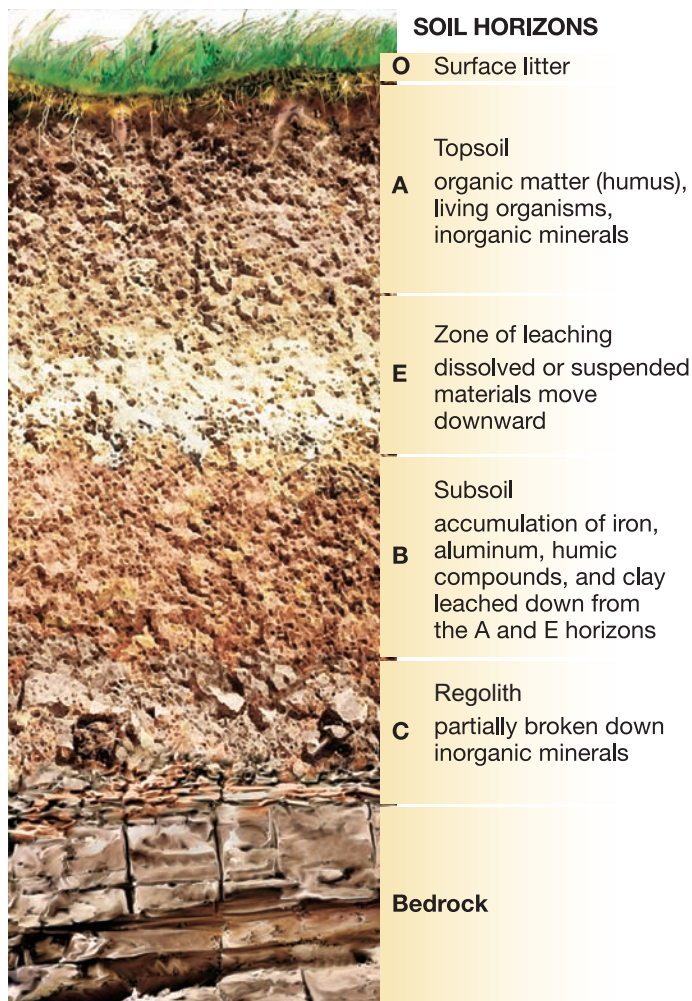 SOIL HORIZONS
O Surface litter
Topsoil
A organic matter (humus),
living organisms,
inorganic minerals
Zone of leaching
E dissolved or suspended
materials move
downward
Subsoil
accumulation of iron,
aluminum, humic
B compounds, and clay
leached down from
the A and E horizons
Regolith
C partially broken down
inorganic minerals
Bedrock